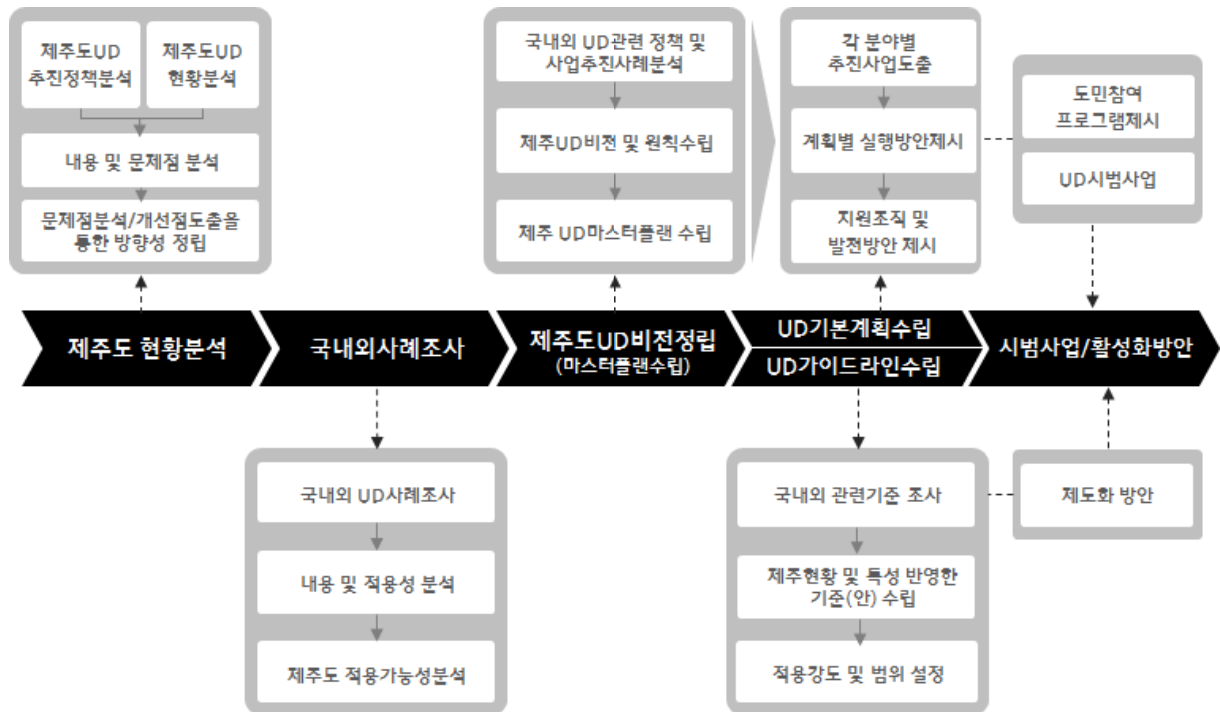 제주도UD
추진정책분석
제주도UD
현황분석
내용 및 문제점 분석
문제점분석/개선점도출을
통한 방향성 정립
국내외 UD관련 정책 및
사업추진사례분석
제주UD비전 및 원칙수립
제주 UD마스터플랜 수립
각 분야별
추진사업도출
계획별 실행방안제시
지원조직 및
발전방안 제시
도민참여
프로그램제시
UD시범사업
제주도 현황분석
국내외사례조사
제주도UD비전정립
(마스터플랜수립)
UD기본계획수립
UD가이드라인수립
시범사업/활성화방안
국내외 UD사례조사
내용 및 적용성 분석
제주도 적용가능성분석
국내외 관련기준 조사
제주현황 및 특성 반영한
기준(안) 수립
적용강도 및 범위 설정
제도화 방안